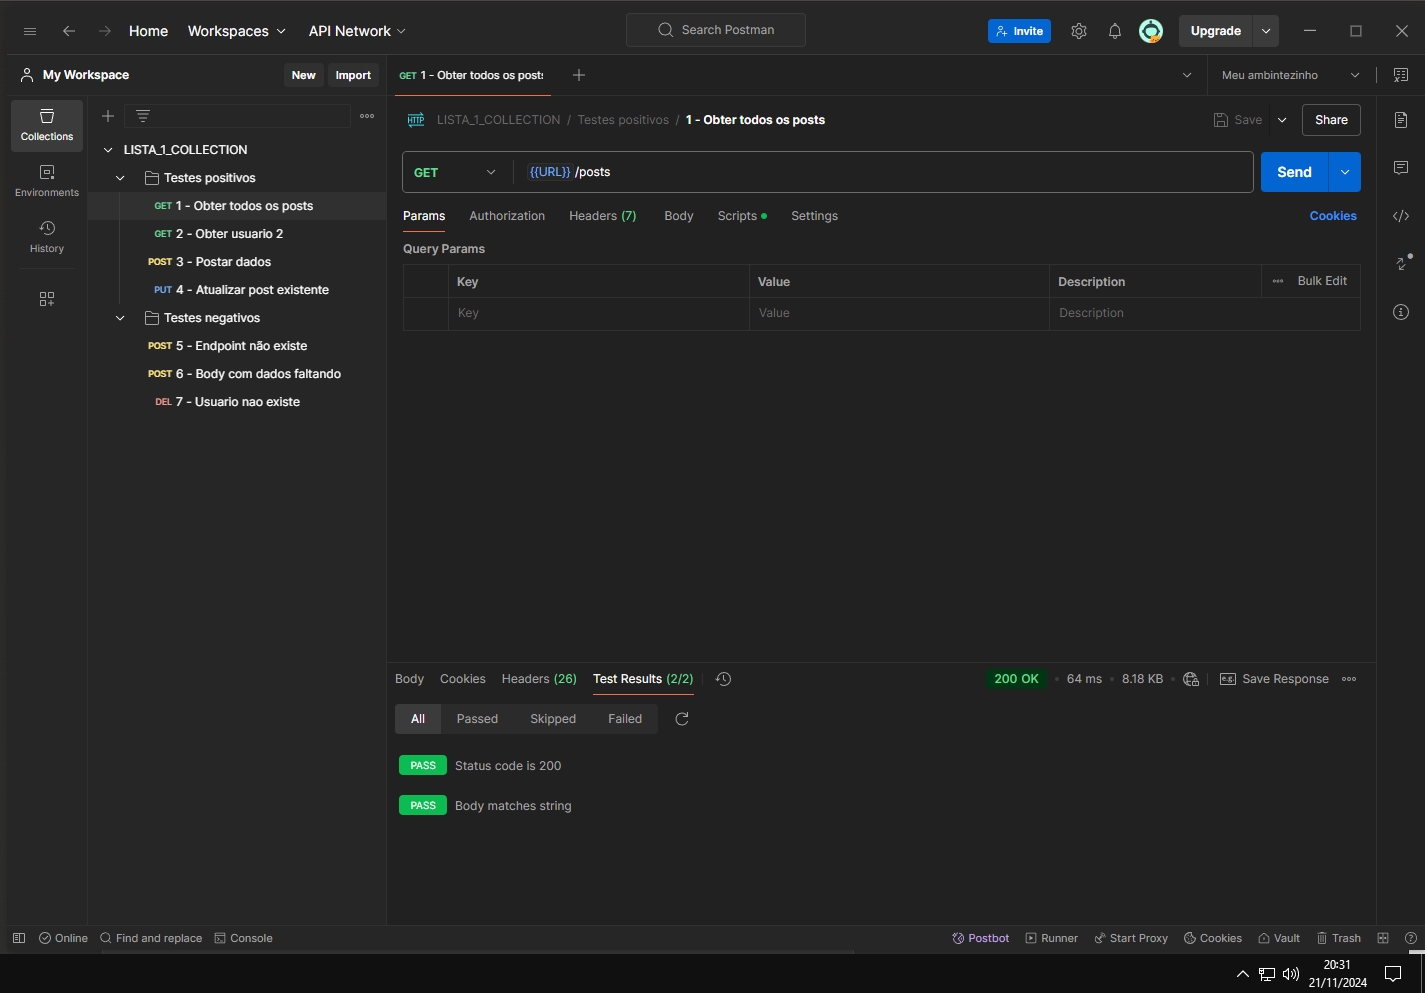 Home Workspaces API Network Search Postman Invite Upgrade
My Workspace New Import GET 1 - Obter todos os posts Meu ambintezinho
Collections
Environments
History
LISTA_1_COLLECTION
Testes positivos
GET 1 - Obter todos os posts
GET 2 - Obter usuario 2
POST 3 - Postar dados
PUT 4 - Atualizar post existente
Testes negativos
POST 5 - Endpoint não existe
POST 6 - Body com dados faltando
DEL 7 - Usuario nao existe
HTTP LISTA_1_COLLECTION / Testes positivos / 1 - Obter todos os posts Save Share
GET {{URL}} /posts Send
Params Authorization Headers (7) Body Scripts Settings Cookies
Query Params
Key Value Description Bulk Edit
Key Value Description
Body Cookies Headers (26) Test Results (2/2) 200 OK 64 ms 8.18 KB e.g. Save Response
All Passed Skipped Failed
PASS Status code is 200
PASS Body matches string
Online Find and replace Console Postbot Runner Start Proxy Cookies Vault Trash
20:31
21/11/2024